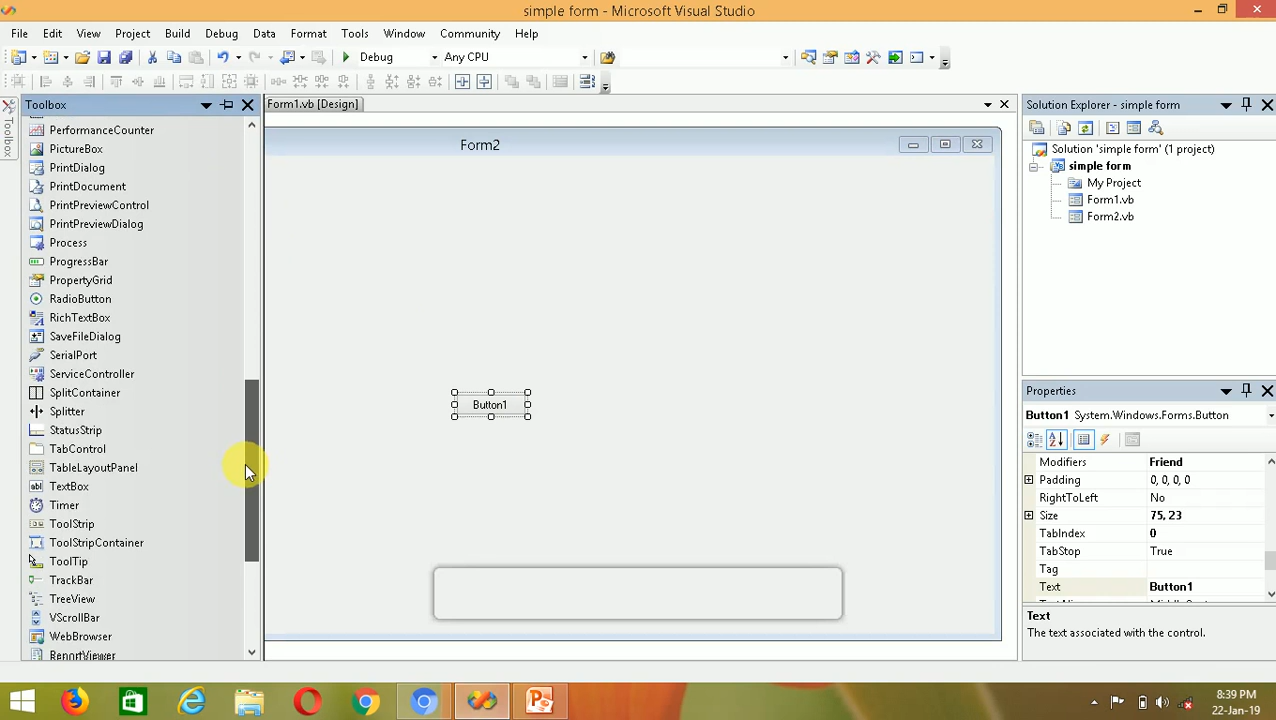 simple form - Microsoft Visual Studio
File Edit View Project Build Debug Data Format Tools Window Community Help
Debug Any CPU
Toolbox
Form1.vb [Design]
Solution Explorer - simple form
Toolbox
PerformanceCounter
PictureBox
PrintDialog
PrintDocument
PrintPreviewControl
PrintPreviewDialog
Process
ProgressBar
PropertyGrid
RadioButton
RichTextBox
SaveFileDialog
SerialPort
ServiceController
SplitContainer
Splitter
StatusStrip
TabControl
TableLayoutPanel
TextBox
Timer
ToolStrip
ToolStripContainer
ToolTip
TrackBar
TreeView
VScrollBar
WebBrowser
ReportViewer
Form2
Button1
Solution 'simple form' (1 project)
simple form
My Project
Form1.vb
Form2.vb
Properties
Button1 System.Windows.Forms.Button
Modifiers Friend
Padding 0, 0, 0, 0
RightToLeft No
Size 75, 23
TabIndex 0
TabStop True
Tag
Text Button1
Text
The text associated with the control.
8:39 PM
22-Jan-19